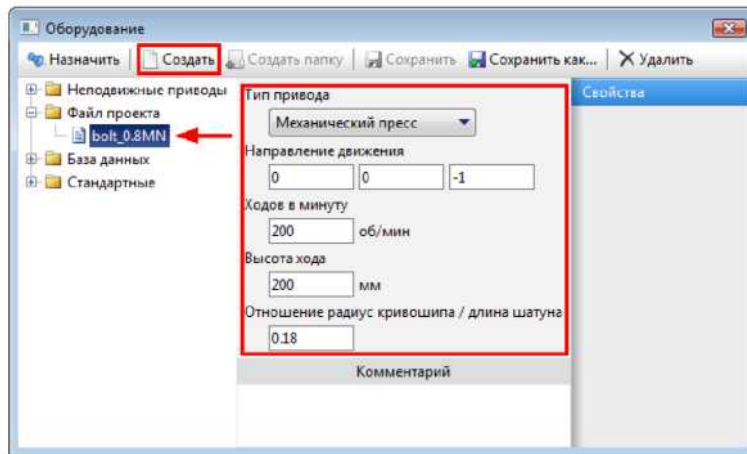 Оборудование
Назначить Создать Создать папку Сохранить Сохранить как... Удалить
Неподвижные приводы
Файл проекта
bolt_0.8MN
База данных
Стандартные
Тип привода
Механический пресс
Направление движения
0 0 -1
Ходов в минуту
200 об/мин
Высота хода
200 мм
Отношение радиус кривошипа / длина шатуна
0.18
Комментарий
Свойства